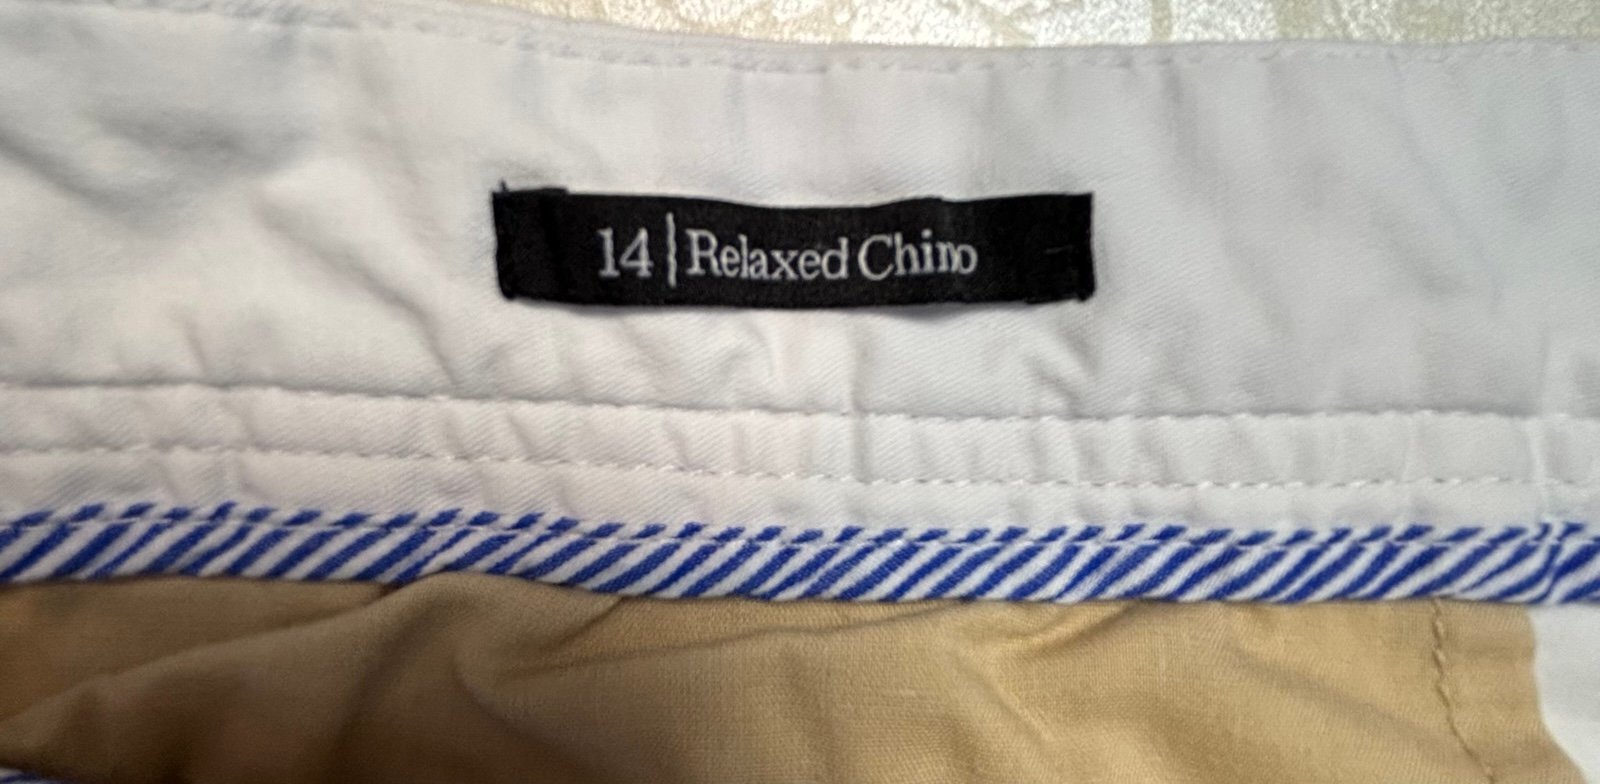 14 | Relaxed Chino